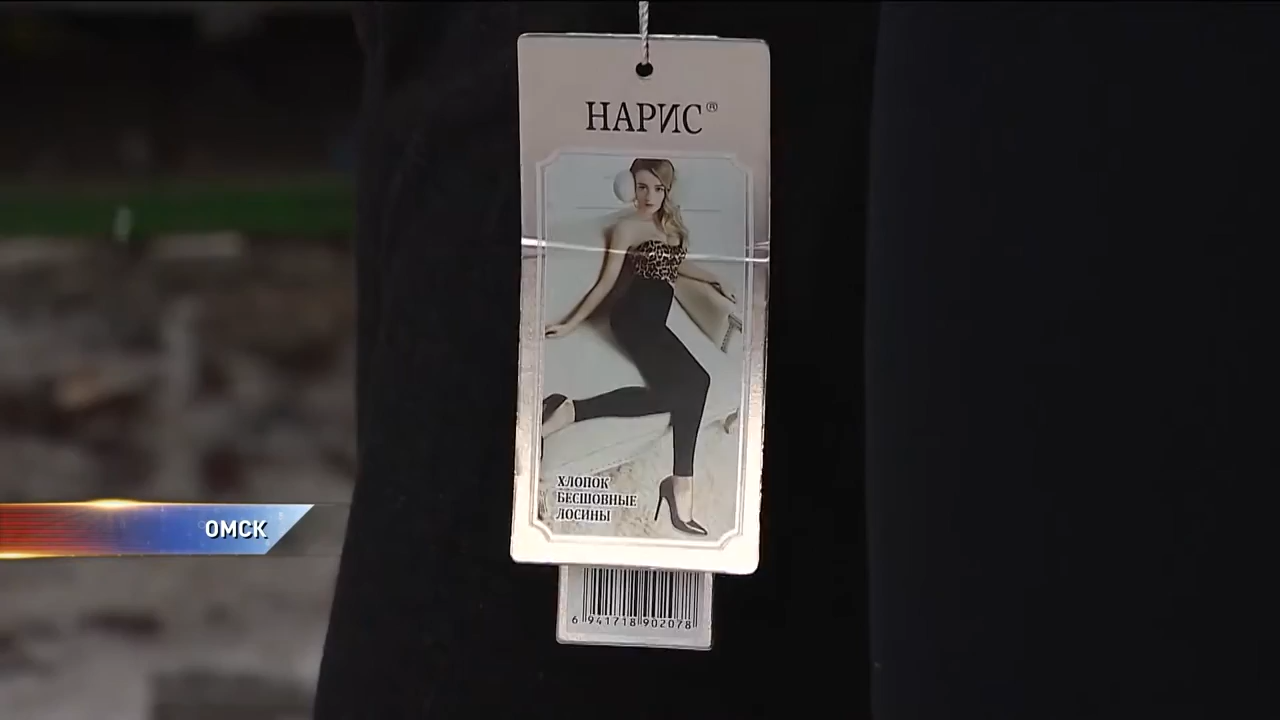 НАРИС®
ХЛОПОК
БЕСШОВНЫЕ
ЛОСИНЫ
ОМСК
6 941718 902078